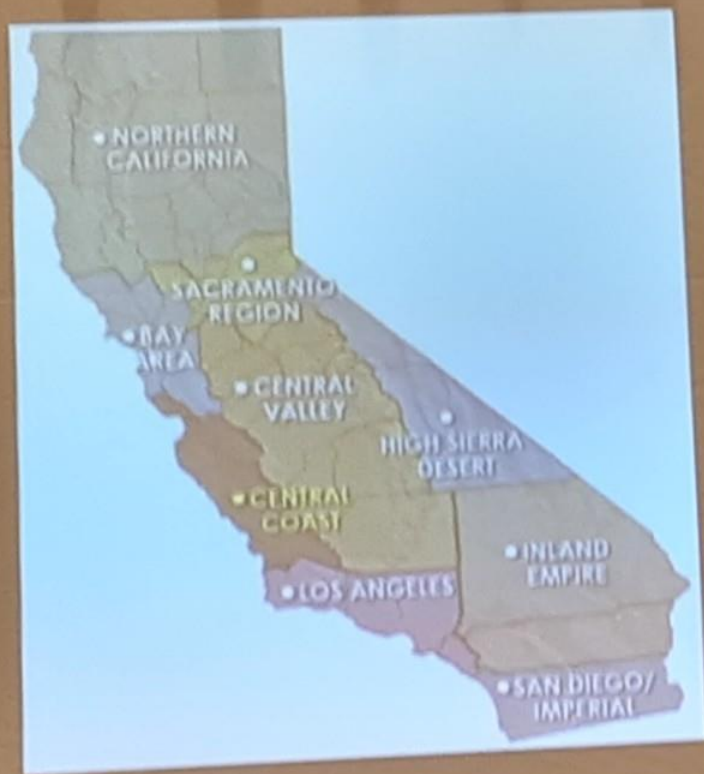 NORTHERN
CALIFORNIA
SACRAMENTO
REGION
BAY
AREA
CENTRAL
VALLEY
HIGH SIERRA
DESERT
CENTRAL
COAST
INLAND
EMPIRE
LOS ANGELES
SAN DIEGO/
IMPERIAL